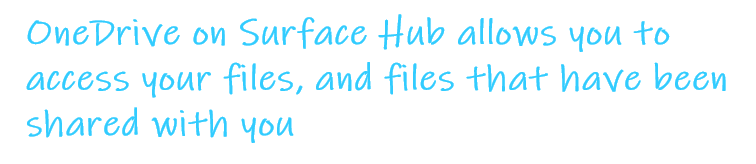 OneDrive on Surface Hub allows you to
access your files, and files that have been
shared with you